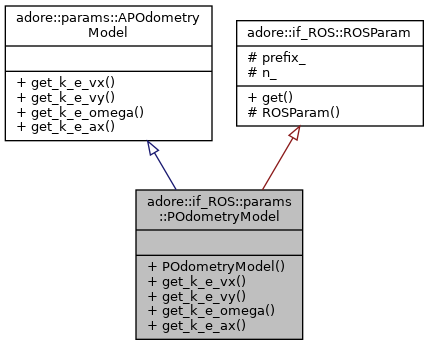 adore::params::APOdometry
Model
+ get_k_e_vx()
+ get_k_e_vy()
+ get_k_e_omega()
+ get_k_e_ax()
adore::if_ROS::ROSParam
# prefix_
# n_
+ get()
# ROSParam()
adore::if_ROS::params
::POdometryModel
+ POdometryModel()
+ get_k_e_vx()
+ get_k_e_vy()
+ get_k_e_omega()
+ get_k_e_ax()